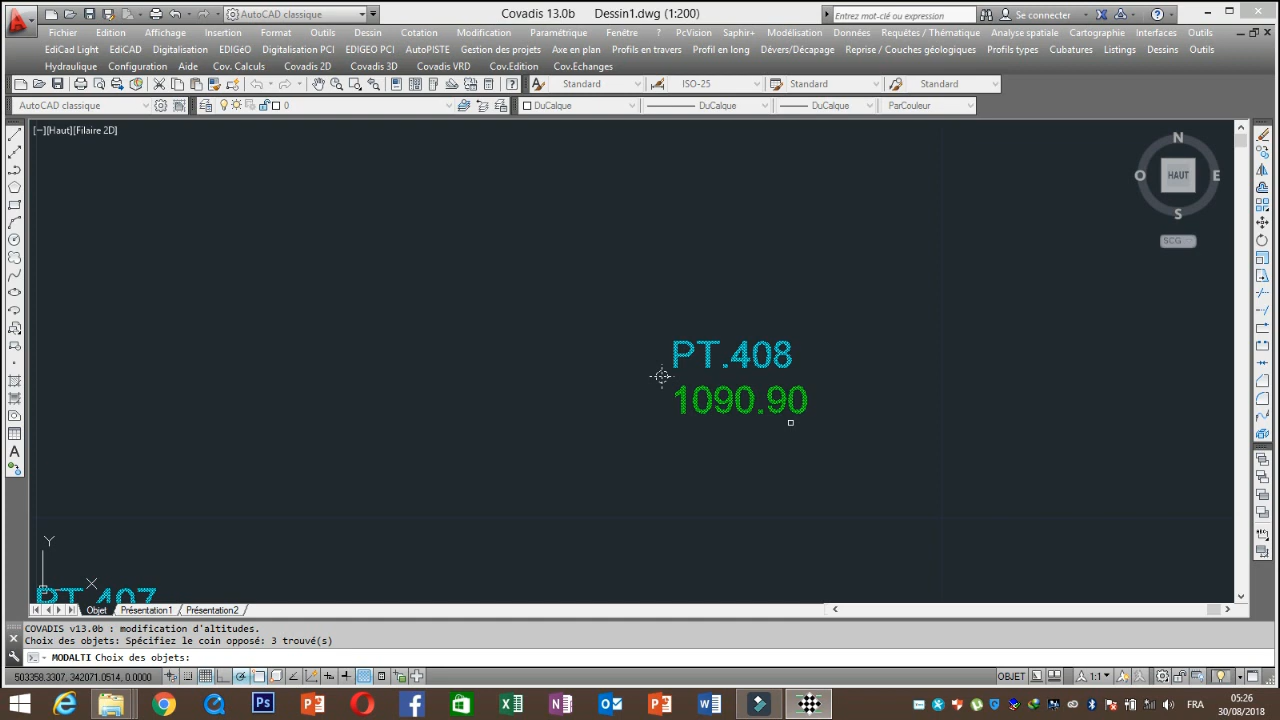 Covadis 13.0b Dessin1.dwg (1:200)
AutoCAD classique
Entrez mot-clé ou expression
Se connecter
Fichier Edition Affichage Insertion Format Outils Dessin Cotation Modification Paramétrique Fenêtre ? PcVision Saphir+ Modélisation Données Requêtes / Thématique Analyse spatiale Cartographie Interfaces Outils
EdiCad Light EdiCAD Digitalisation EDIGéO Digitalisation PCI EDIGEO PCI AutoPISTE Gestion des projets Axe en plan Profils en travers Profil en long Dévers/Décapage Reprise / Couches géologiques Profils types Cubatures Listings Dessins Outils
Hydraulique Configuration Aide Cov. Calculs Covadis 2D Covadis 3D Covadis VRD Cov.Edition Cov.Echanges
Standard ISO-25 Standard Standard
AutoCAD classique 0 DuCalque DuCalque DuCalque ParCouleur
[−][Haut][Filaire 2D]
N
O HAUT E
S
SCG
PT.408
1090.90
Y
X
PT.407
Objet Présentation1 Présentation2
COVADIS v13.0b : modification d'altitudes.
Choix des objets: Spécifiez le coin opposé: 3 trouvé(s)
MODALTI Choix des objets:
503358.3307, 342071.0514, 0.0000
OBJET
1:1
FRA
05:26
30/08/2018